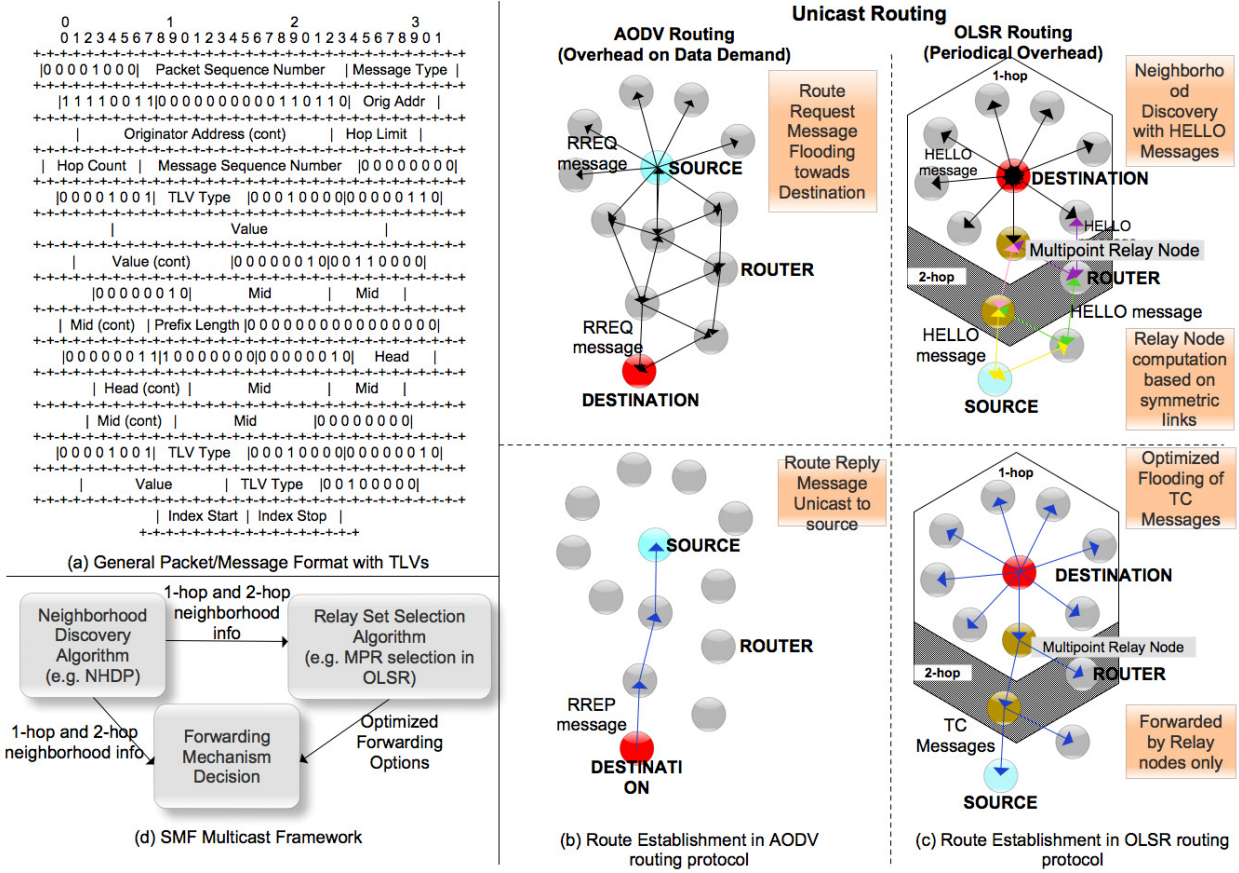 0 1 2 3
0 1 2 3 4 5 6 7 8 9 0 1 2 3 4 5 6 7 8 9 0 1 2 3 4 5 6 7 8 9 0 1
|0 0 0 0 1 0 0 0| Packet Sequence Number | Message Type |
|1 1 1 1 0 0 1 1|0 0 0 0 0 0 0 0 0 0 1 1 0 1 1 0| Orig Addr |
| Originator Address (cont) | Hop Limit |
| Hop Count | Message Sequence Number |0 0 0 0 0 0 0 0|
|0 0 0 0 1 0 0 1| TLV Type |0 0 0 1 0 0 0 0|0 0 0 0 0 1 1 0|
| Value |
| Value (cont) |0 0 0 0 0 0 1 0|0 0 1 1 0 0 0 0|
|0 0 0 0 0 0 1 0| Mid | Mid |
| Mid (cont) | Prefix Length |0 0 0 0 0 0 0 0 0 0 0 0 0 0 0 0|
|0 0 0 0 0 0 1 1|1 0 0 0 0 0 0 0|0 0 0 0 0 0 1 0| Head |
| Head (cont) | Mid | Mid |
| Mid (cont) | Mid |0 0 0 0 0 0 0 0|
|0 0 0 0 1 0 0 1| TLV Type |0 0 0 1 0 0 0 0|0 0 0 0 0 0 1 0|
| Value | TLV Type |0 0 1 0 0 0 0 0|
| Index Start | Index Stop |
(a) General Packet/Message Format with TLVs
1-hop and 2-hop
neighborhood
info
Neighborhood
Discovery
Algorithm
(e.g. NHDP)
Relay Set Selection
Algorithm
(e.g. MPR selection in
OLSR)
1-hop and 2-hop
neighborhood info
Forwarding
Mechanism
Decision
Optimized
Forwarding
Options
(d) SMF Multicast Framework
Unicast Routing
AODV Routing
(Overhead on Data Demand)
Route
Request
Message
Flooding
towads
Destination
RREQ
message
SOURCE
ROUTER
RREQ
message
DESTINATION
Route Reply
Message
Unicast to
source
SOURCE
ROUTER
RREP
message
DESTINATI
ON
(b) Route Establishment in AODV
routing protocol
OLSR Routing
(Periodical Overhead)
1-hop
Neighborho
od
Discovery
with HELLO
Messages
HELLO
message
DESTINATION
HELLO
Multipoint Relay Node
2-hop
ROUTER
HELLO message
HELLO
message
SOURCE
Relay Node
computation
based on
symmetric
links
1-hop
Optimized
Flooding of
TC
Messages
DESTINATION
Multipoint Relay Node
2-hop
ROUTER
TC
Messages
Forwarded
by Relay
nodes only
SOURCE
(c) Route Establishment in OLSR routing
protocol